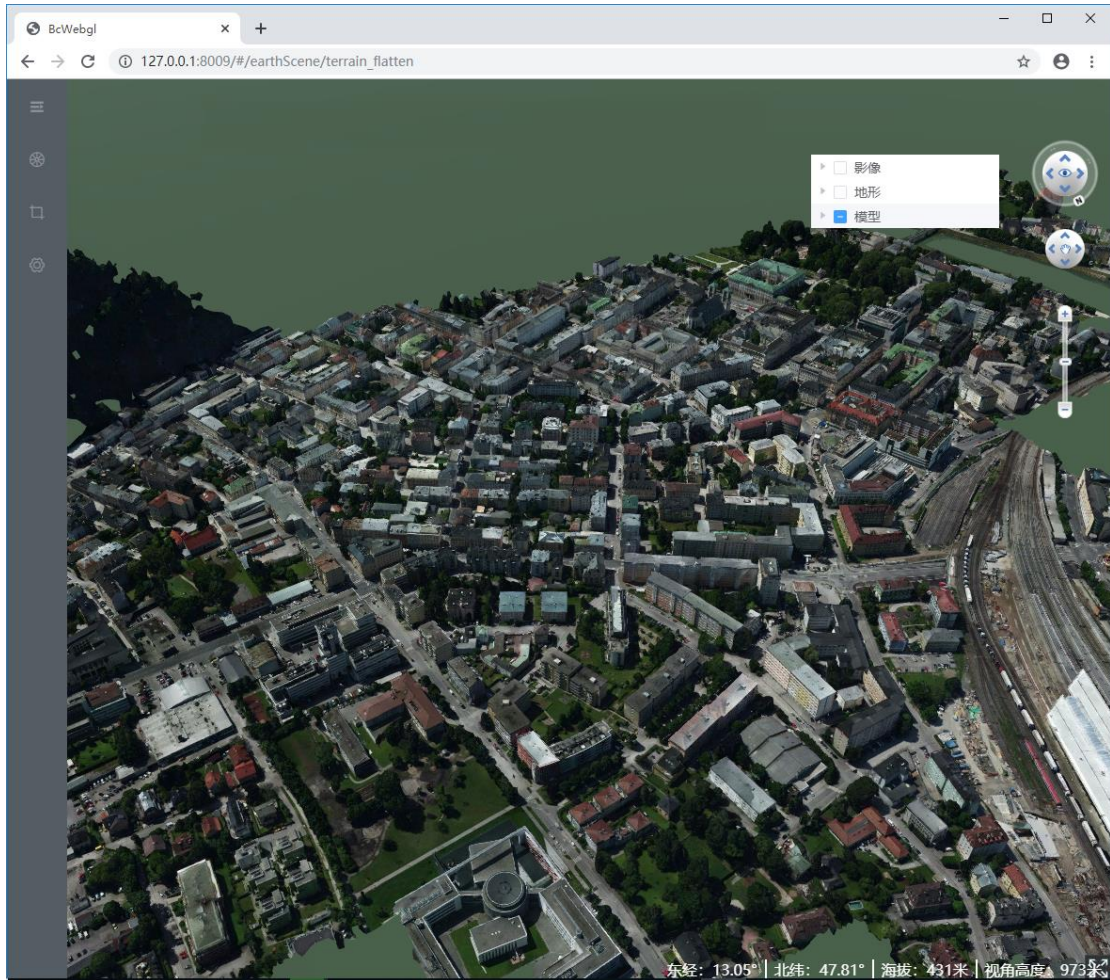 BcWebgl
127.0.0.1:8009/#/earthScene/terrain_flatten
影像
地形
模型
N
东经：13.05° | 北纬：47.81° | 海拔：431米 | 视角高度：973米